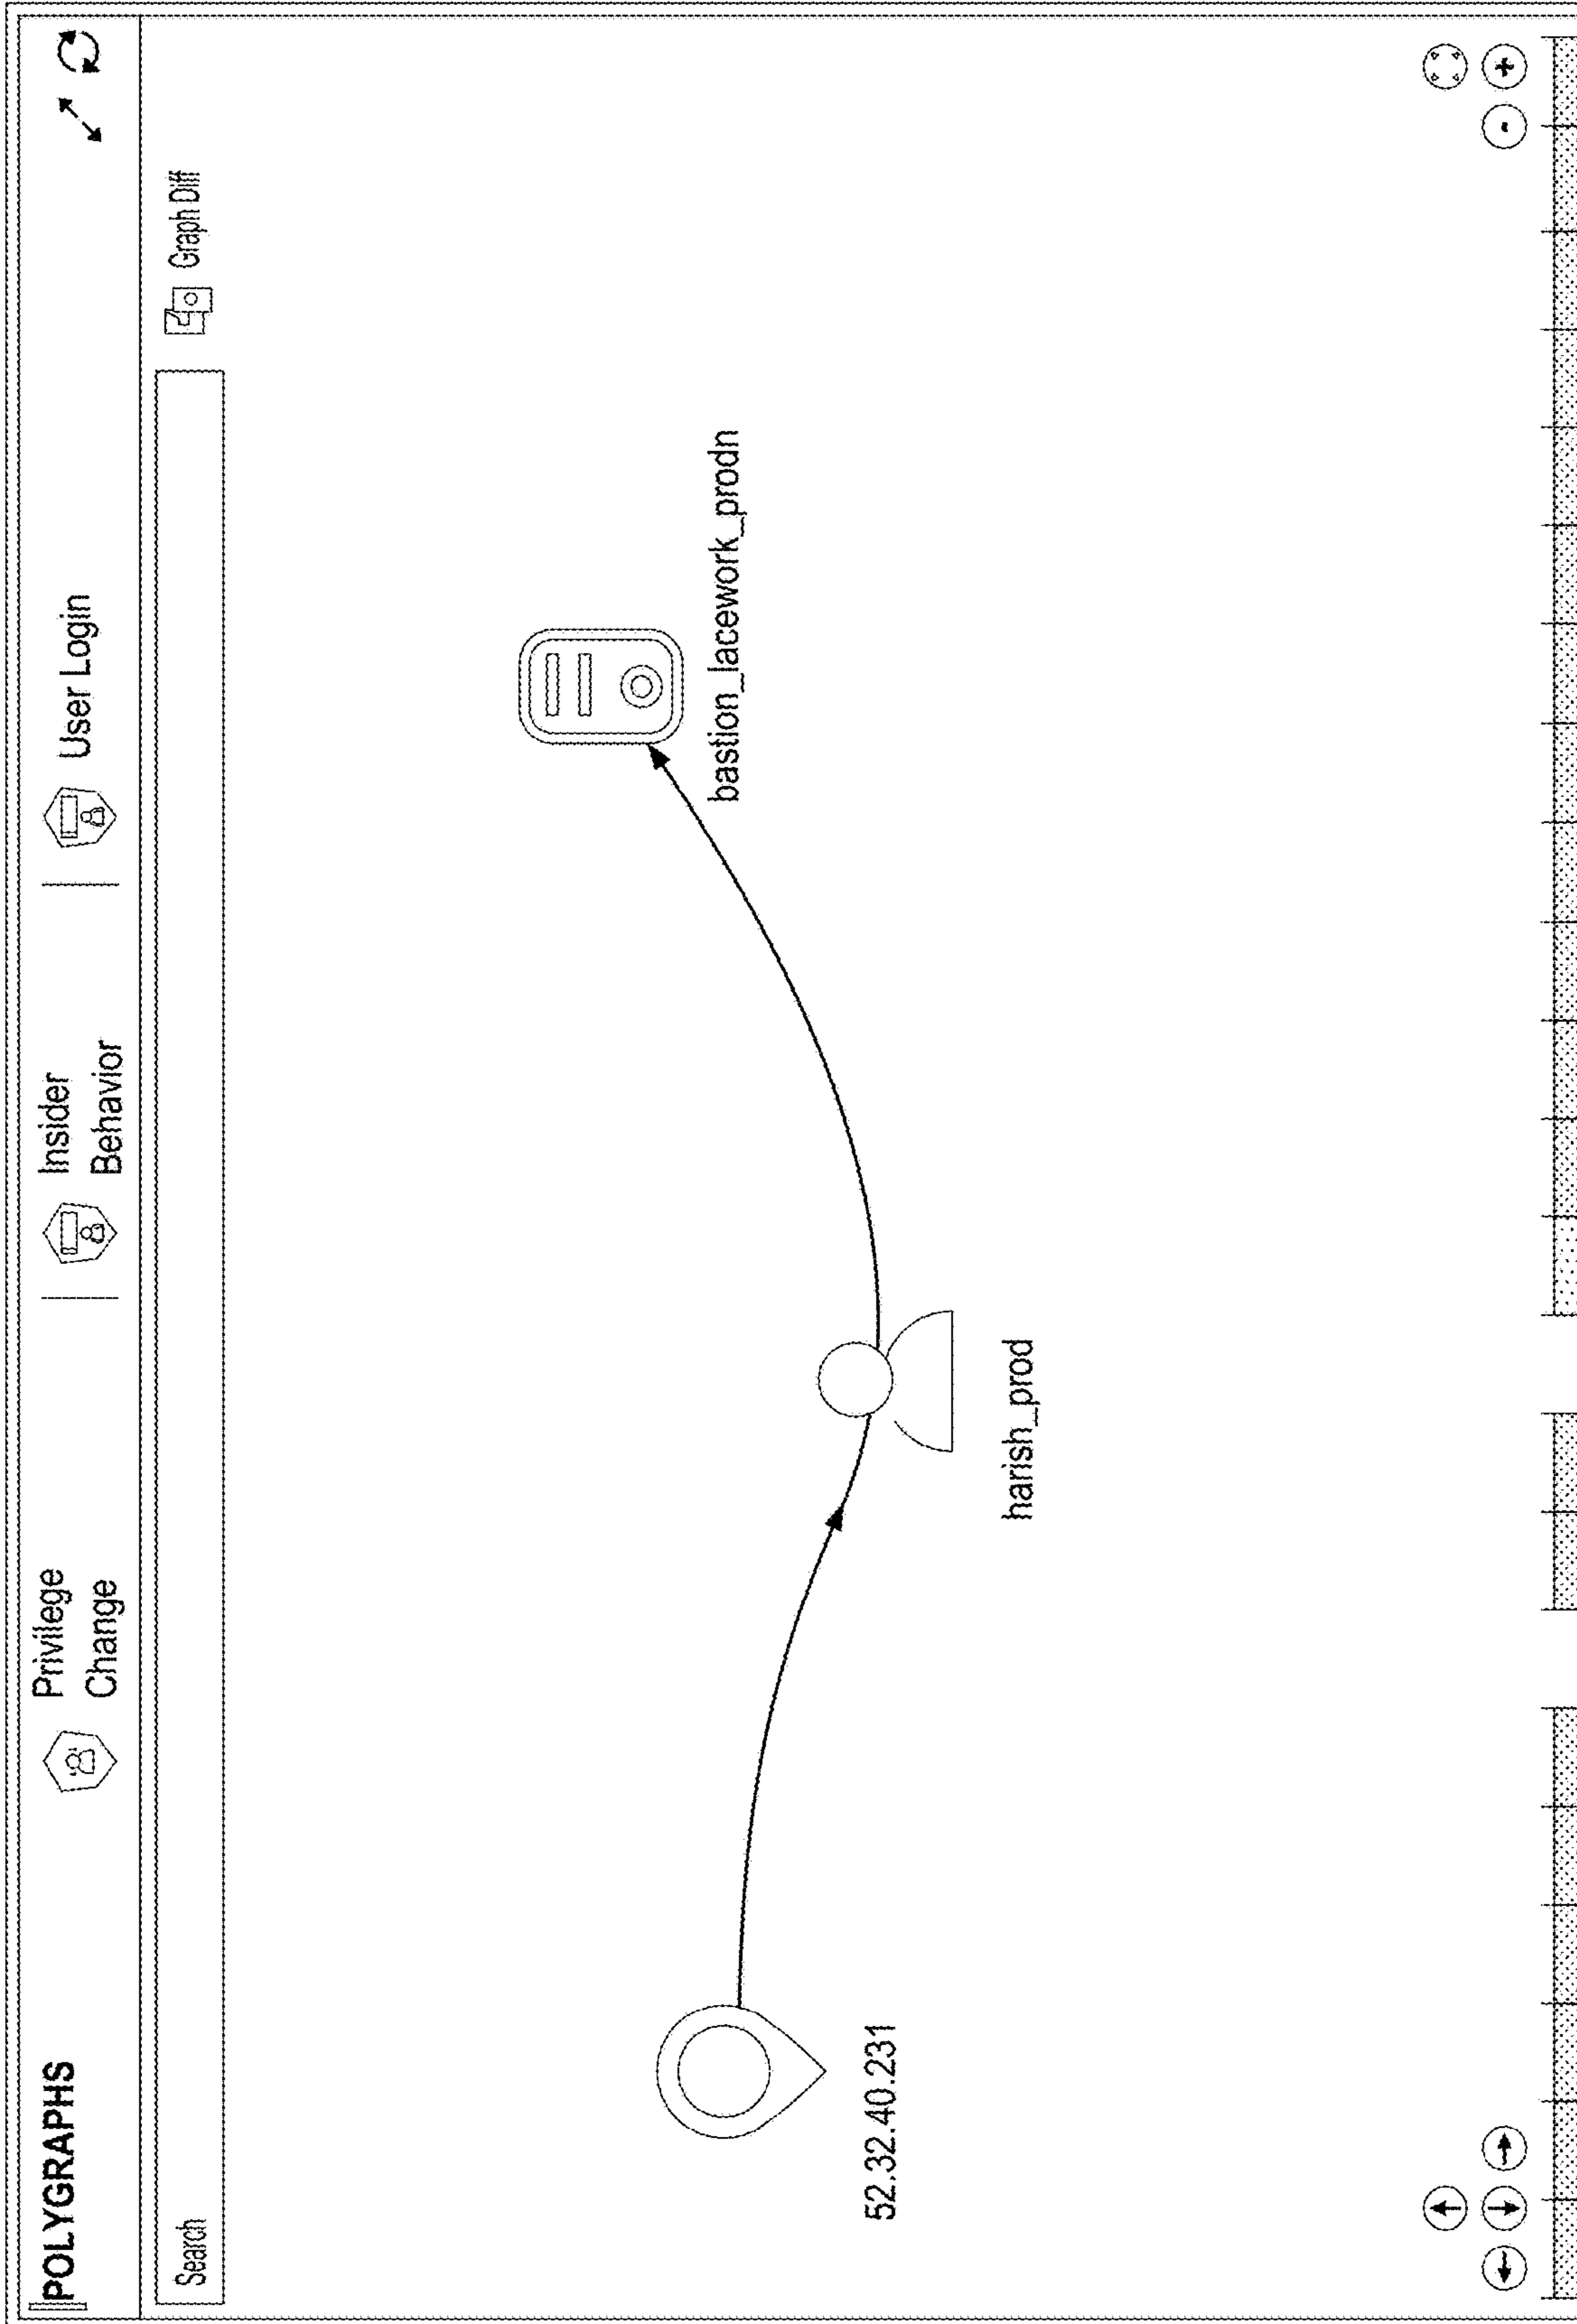 POLYGRAPHS
Privilege
Change
Insider
Behavior
User Login
Search
Graph Diff
52.32.40.231
harish_prod
bastion_lacework_prodn